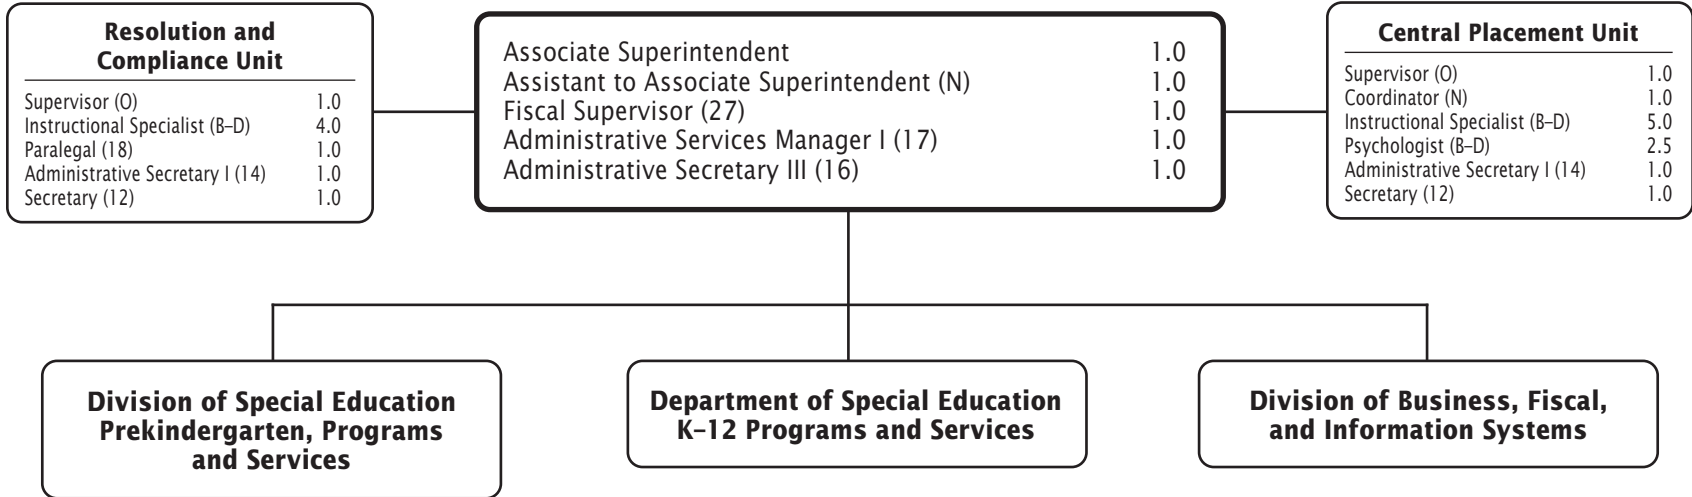 Resolution and
Compliance Unit
Supervisor (O) 1.0
Instructional Specialist (B–D) 4.0
Paralegal (18) 1.0
Administrative Secretary I (14) 1.0
Secretary (12) 1.0
Associate Superintendent 1.0
Assistant to Associate Superintendent (N) 1.0
Fiscal Supervisor (27) 1.0
Administrative Services Manager I (17) 1.0
Administrative Secretary III (16) 1.0
Central Placement Unit
Supervisor (O) 1.0
Coordinator (N) 1.0
Instructional Specialist (B–D) 5.0
Psychologist (B–D) 2.5
Administrative Secretary I (14) 1.0
Secretary (12) 1.0
Division of Special Education
Prekindergarten, Programs
and Services
Department of Special Education
K–12 Programs and Services
Division of Business, Fiscal,
and Information Systems